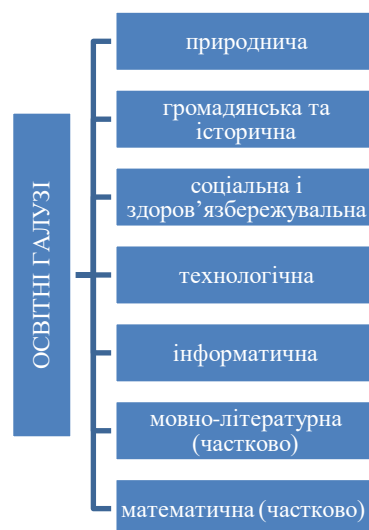 ОСВІТНІ ГАЛУЗІ
природнича
громадянська та
історична
соціальна і
здоров’язбережувальна
технологічна
інформатична
мовно-літературна
(частково)
математична (частково)